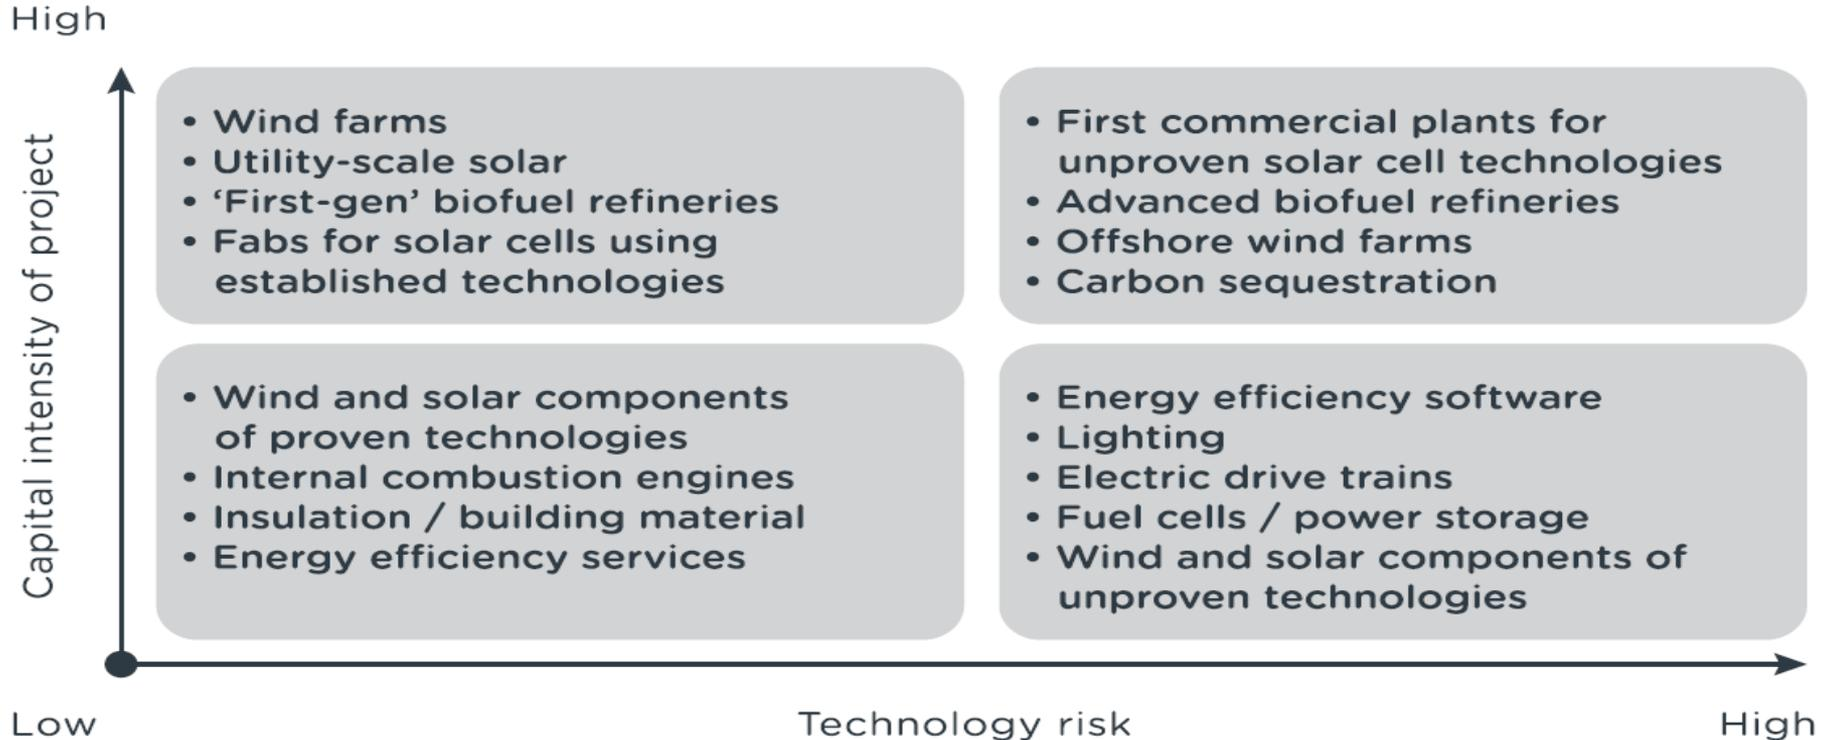 High
Capital intensity of project
• Wind farms
• Utility-scale solar
• ‘First-gen’ biofuel refineries
• Fabs for solar cells using
established technologies
• First commercial plants for
unproven solar cell technologies
• Advanced biofuel refineries
• Offshore wind farms
• Carbon sequestration
• Wind and solar components
of proven technologies
• Internal combustion engines
• Insulation / building material
• Energy efficiency services
• Energy efficiency software
• Lighting
• Electric drive trains
• Fuel cells / power storage
• Wind and solar components of
unproven technologies
Low
Technology risk
High